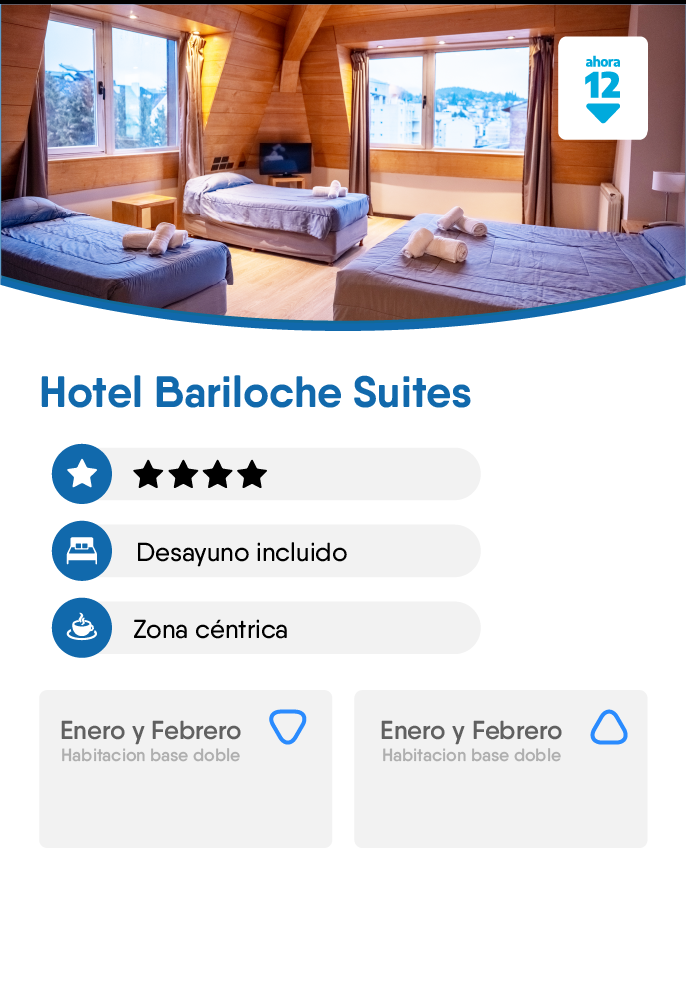 ahora
12
Hotel Bariloche Suites
Desayuno incluido
Zona céntrica
Enero y Febrero
Habitacion base doble
Enero y Febrero
Habitacion base doble